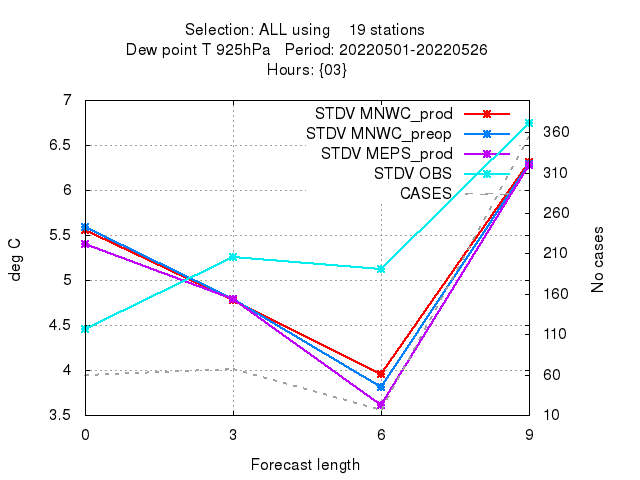 Selection: ALL using    19 stations
Dew point T 925hPa   Period: 20220501-20220526
Hours: {03}
STDV MNWC_prod
STDV MNWC_preop
STDV MEPS_prod
STDV OBS
CASES
7
6.5
6
5.5
5
4.5
4
3.5
360
310
260
210
160
110
60
10
deg C
No cases
0 3 6 9
Forecast length